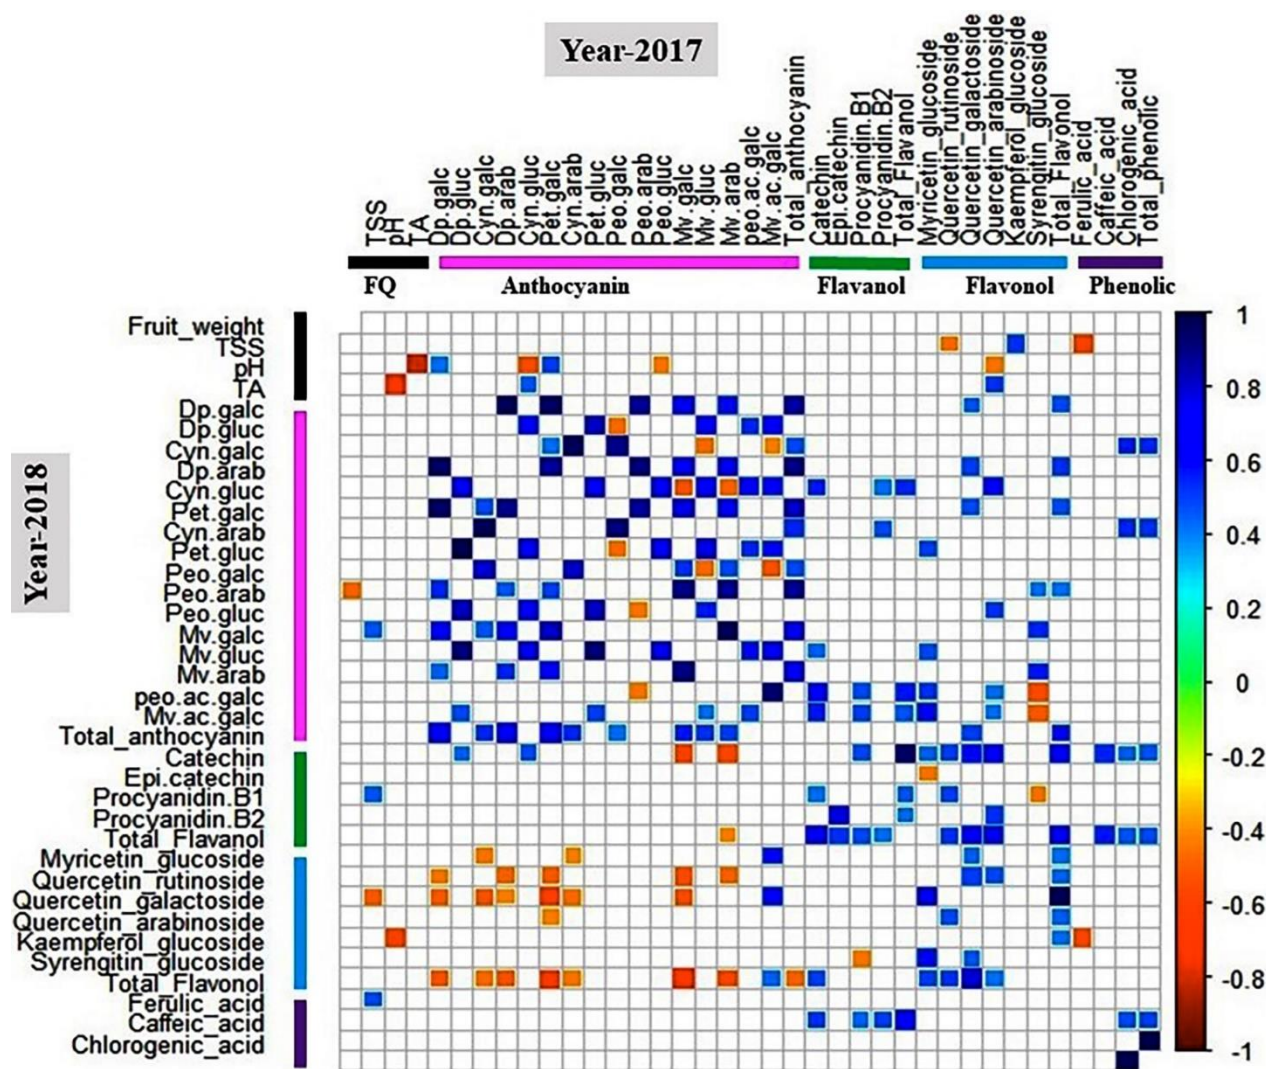 Year-2017
TSS
pH
TA
Dp.galc
Dp.gluc
Cyn.galc
Dp.arab
Cyn.gluc
Pet.galc
Cyn.arab
Pet.gluc
Peo.galc
Peo.arab
Peo.gluc
Mv.galc
Mv.gluc
Mv.arab
peo.ac.galc
Mv.ac.galc
Total_anthocyanin
Catechin
Epi.catechin
Procyanidin.B1
Procyanidin.B2
Total_Flavanol
Myricetin_glucoside
Quercetin_rutinoside
Quercetin_galactoside
Quercetin_arabinoside
Kaempferol_glucoside
Syrengitin_glucoside
Total_Flavonol
Ferulic_acid
Caffeic_acid
Chlorogenic_acid
Total_phenolic
FQ Anthocyanin Flavanol Flavonol Phenolic
Year-2018
Fruit_weight
TSS
pH
TA
Dp.galc
Dp.gluc
Cyn.galc
Dp.arab
Cyn.gluc
Pet.galc
Cyn.arab
Pet.gluc
Peo.galc
Peo.arab
Peo.gluc
Mv.galc
Mv.gluc
Mv.arab
peo.ac.galc
Mv.ac.galc
Total_anthocyanin
Catechin
Epi.catechin
Procyanidin.B1
Procyanidin.B2
Total_Flavanol
Myricetin_glucoside
Quercetin_rutinoside
Quercetin_galactoside
Quercetin_arabinoside
Kaempferol_glucoside
Syrengitin_glucoside
Total_Flavonol
Ferulic_acid
Caffeic_acid
Chlorogenic_acid
1
0.8
0.6
0.4
0.2
0
-0.2
-0.4
-0.6
-0.8
-1